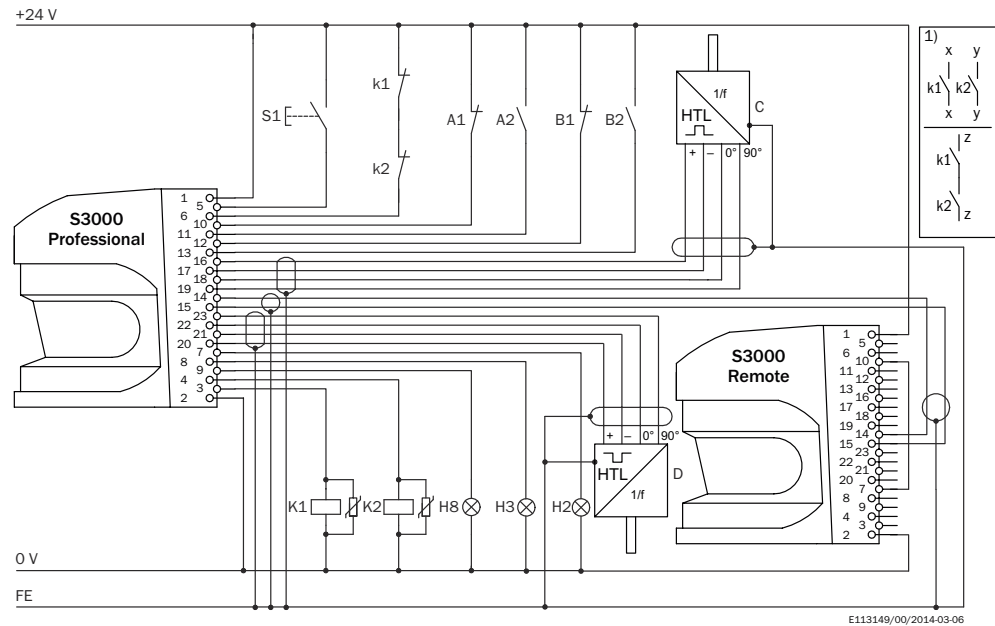 +24 V
1)
x y
k1 k2
x y
z
k1
k2
z
S1
k1
k2
A1
A2
B1
B2
1/f
HTL
C
+ – 0° 90°
S3000
Professional
1
5
6
10
11
12
13
16
17
18
19
14
15
23
22
21
20
7
8
9
4
3
2
S3000
Remote
1
5
6
10
11
12
13
16
17
18
19
14
15
23
22
21
20
7
8
9
4
3
2
+ – 0° 90°
HTL
1/f
D
K1
K2
H8
H3
H2
0 V
FE
E113149/00/2014-03-06